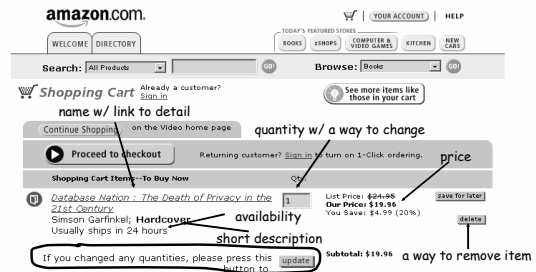 amazon.com.
YOUR ACCOUNT | HELP
TODAY'S FEATURED STORES
WELCOME DIRECTORY
BOOKS zSHOPS COMPUTER & VIDEO GAMES KITCHEN NEW CARS
Search: All Products GO! Browse: Books GO!
Shopping Cart Already a customer? Sign in
See more items like those in your cart
name w/ link to detail
Continue Shopping on the Video home page
quantity w/ a way to change
Proceed to checkout Returning customer? Sign in to turn on 1-Click ordering.
price
Shopping Cart Items--To Buy Now Qty.
Database Nation : The Death of Privacy in the 21st Century
1
List Price: $24.95
Our Price: $19.96
You Save: $4.99 (20%)
save for later
Simson Garfinkel; Hardcover
availability
delete
Usually ships in 24 hours
short description
If you changed any quantities, please press this button to
update
Subtotal: $19.96
a way to remove item